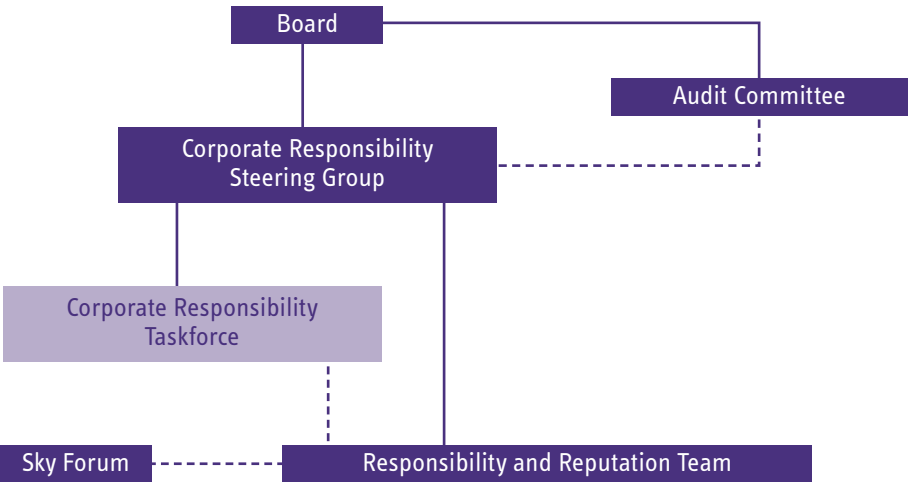 Board
Audit Committee
Corporate Responsibility
Steering Group
Corporate Responsibility
Taskforce
Sky Forum
Responsibility and Reputation Team